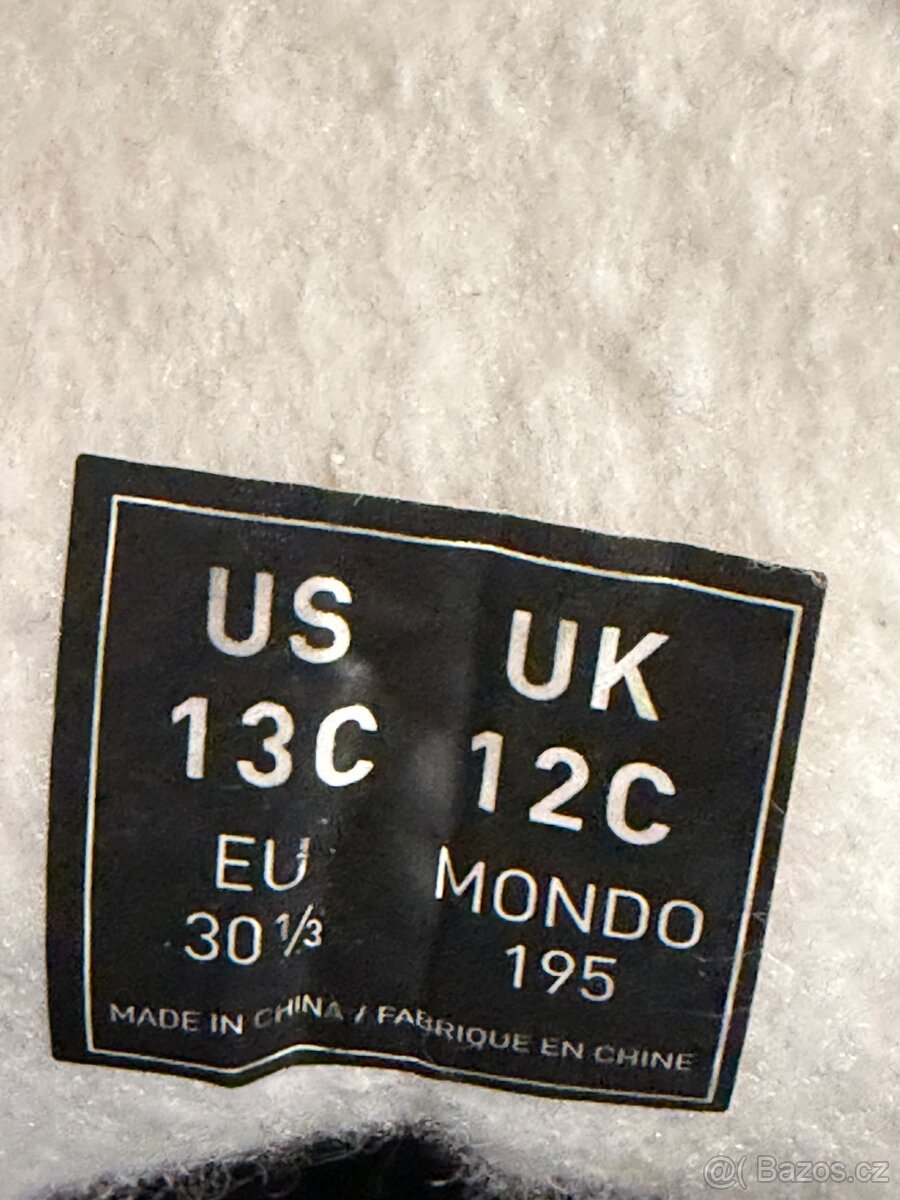 US
13C
EU
30 1/3
UK
12C
MONDO
195
MADE IN CHINA / FABRIQUE EN CHINE
@( Bazos.cz